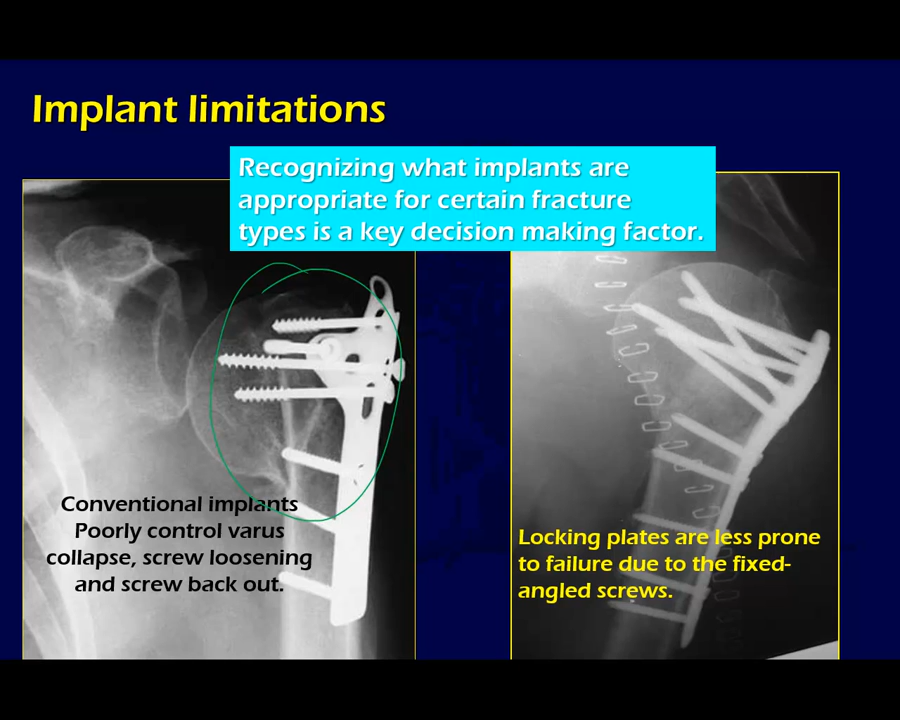 Implant limitations
Recognizing what implants are
appropriate for certain fracture
types is a key decision making factor.
Conventional implants
Poorly control varus
collapse, screw loosening
and screw back out.
Locking plates are less prone
to failure due to the fixed-
angled screws.